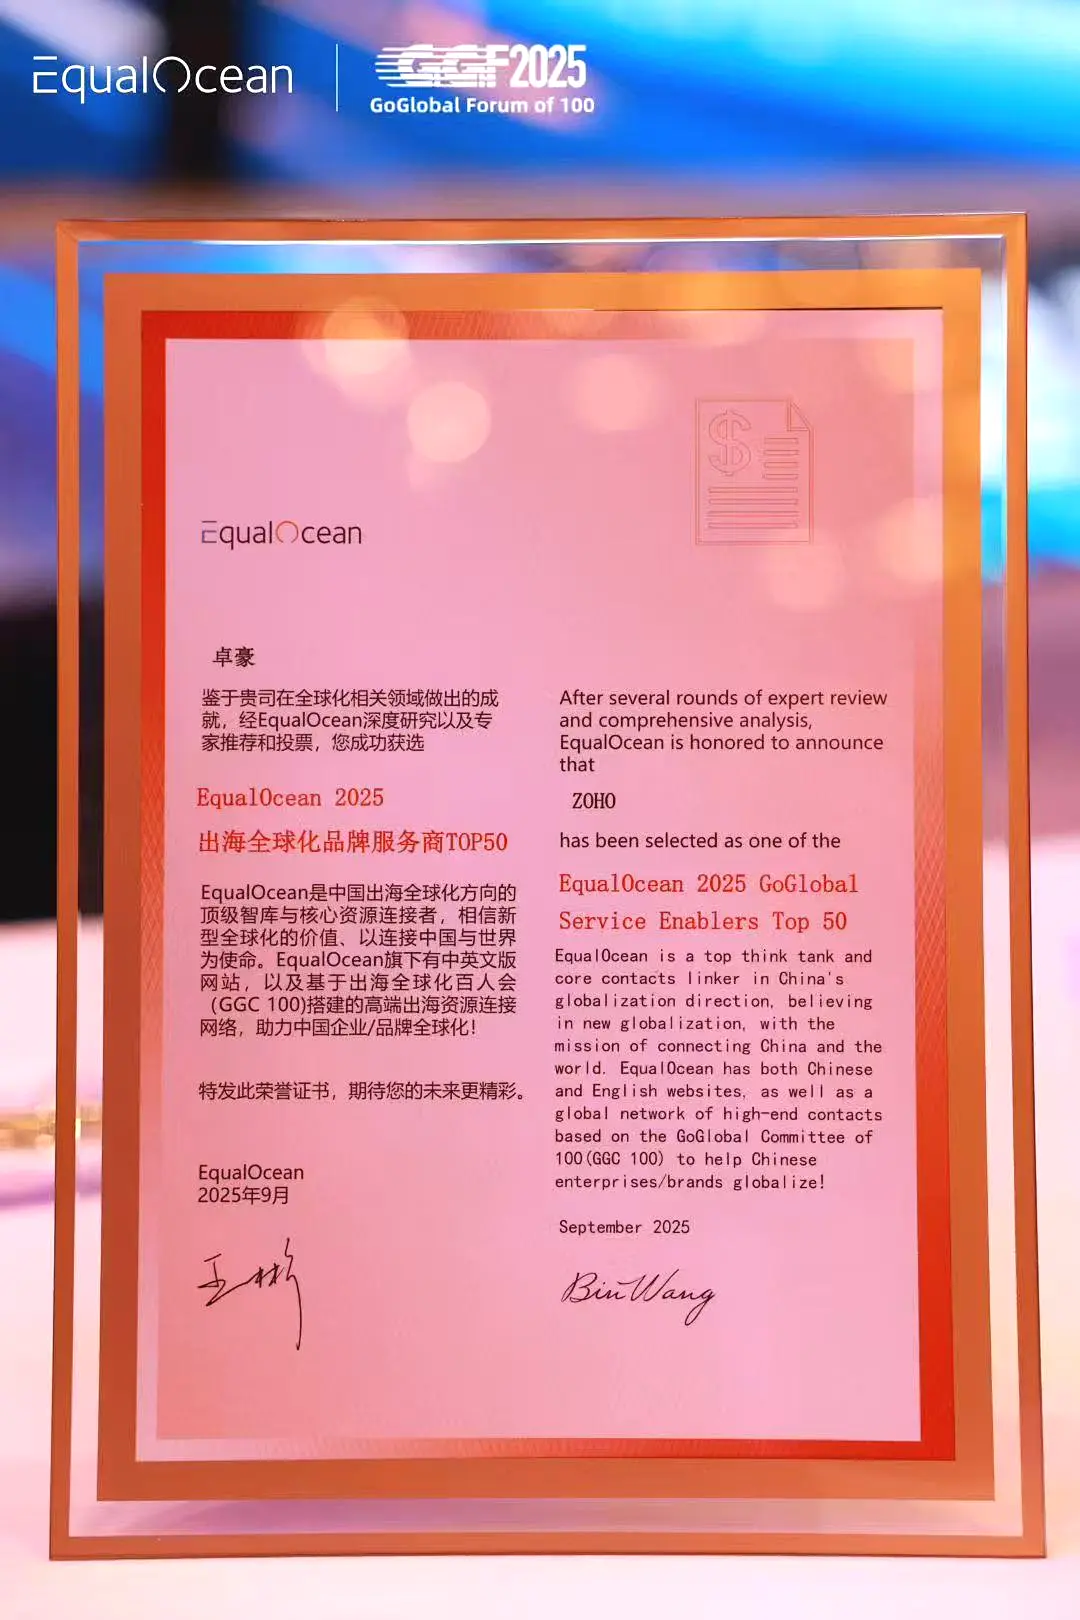 EqualOcean
GGF2025
GoGlobal Forum of 100
EqualOcean
卓豪
鉴于贵司在全球化相关领域做出的成
就，经EqualOcean深度研究以及专
家推荐和投票，您成功获选
EqualOcean 2025
出海全球化品牌服务商TOP50
EqualOcean是中国出海全球化方向的
顶级智库与核心资源连接者，相信新
型全球化的价值、以连接中国与世界
为使命。EqualOcean旗下有中英文版
网站，以及基于出海全球化百人会
（GGC 100)搭建的高端出海资源连接
网络，助力中国企业/品牌全球化！
特发此荣誉证书，期待您的未来更精彩。
EqualOcean
2025年9月
王彬
After several rounds of expert review
and comprehensive analysis,
EqualOcean is honored to announce
that
ZOHO
has been selected as one of the
EqualOcean 2025 GoGlobal
Service Enablers Top 50
EqualOcean is a top think tank and
core contacts linker in China's
globalization direction, believing
in new globalization, with the
mission of connecting China and the
world. EqualOcean has both Chinese
and English websites, as well as a
global network of high-end contacts
based on the GoGlobal Committee of
100(GGC 100) to help Chinese
enterprises/brands globalize!
September 2025
Bin Wang